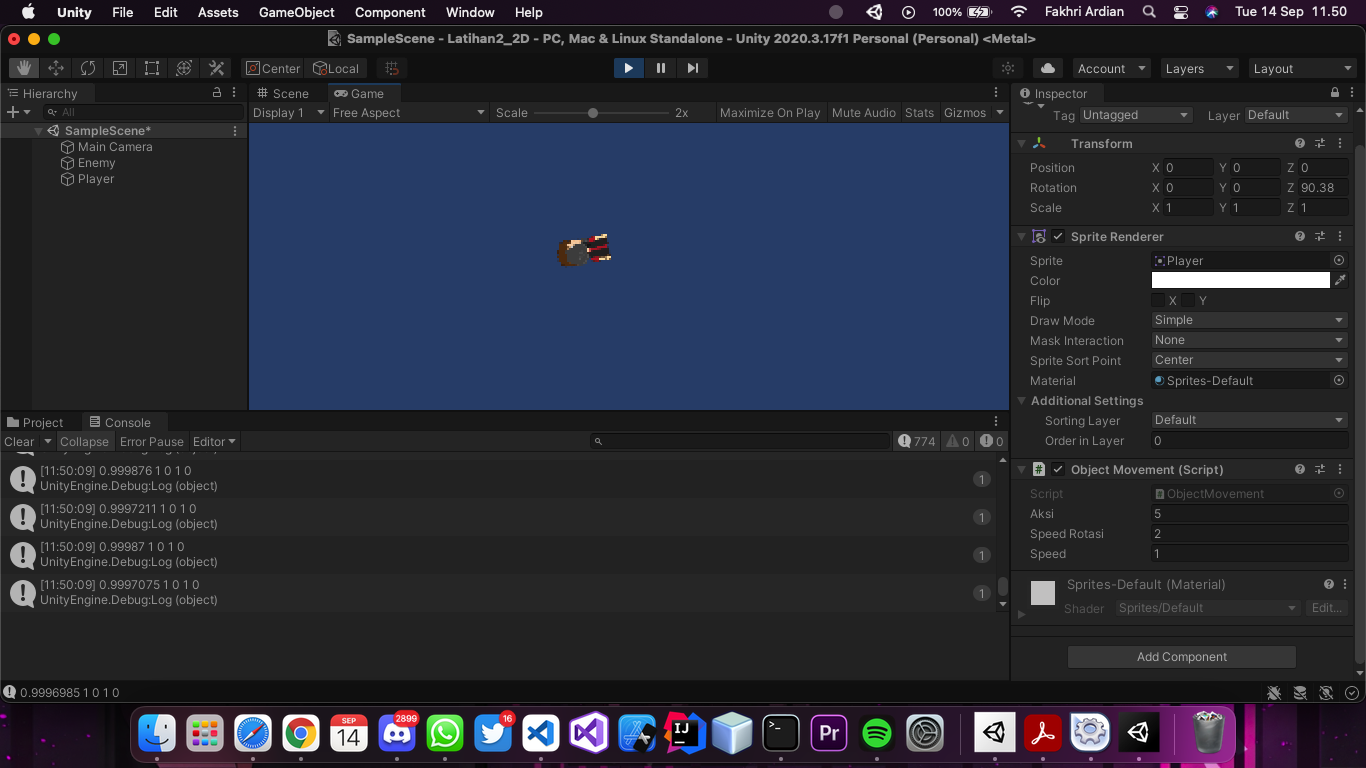 Unity File Edit Assets GameObject Component Window Help 100% Fakhri Ardian Tue 14 Sep 11.50
SampleScene - Latihan2_2D - PC, Mac & Linux Standalone - Unity 2020.3.17f1 Personal (Personal) <Metal>
Center Local Account Layers Layout
Hierarchy
All
SampleScene*
Main Camera
Enemy
Player
Scene Game
Display 1 Free Aspect Scale 2x Maximize On Play Mute Audio Stats Gizmos
Project Console
Clear Collapse Error Pause Editor 774 0 0
[11:50:09] 0.999876 1 0 1 0
UnityEngine.Debug:Log (object) 1
[11:50:09] 0.9997211 1 0 1 0
UnityEngine.Debug:Log (object) 1
[11:50:09] 0.99987 1 0 1 0
UnityEngine.Debug:Log (object) 1
[11:50:09] 0.9997075 1 0 1 0
UnityEngine.Debug:Log (object) 1
0.9996985 1 0 1 0
Inspector
Tag Untagged Layer Default
Transform
Position X 0 Y 0 Z 0
Rotation X 0 Y 0 Z 90.38
Scale X 1 Y 1 Z 1
Sprite Renderer
Sprite Player
Color
Flip X Y
Draw Mode Simple
Mask Interaction None
Sprite Sort Point Center
Material Sprites-Default
Additional Settings
Sorting Layer Default
Order in Layer 0
# Object Movement (Script)
Script # ObjectMovement
Aksi 5
Speed Rotasi 2
Speed 1
Sprites-Default (Material)
Shader Sprites/Default Edit...
Add Component
SEP
14
2899
16
IJ
Pr